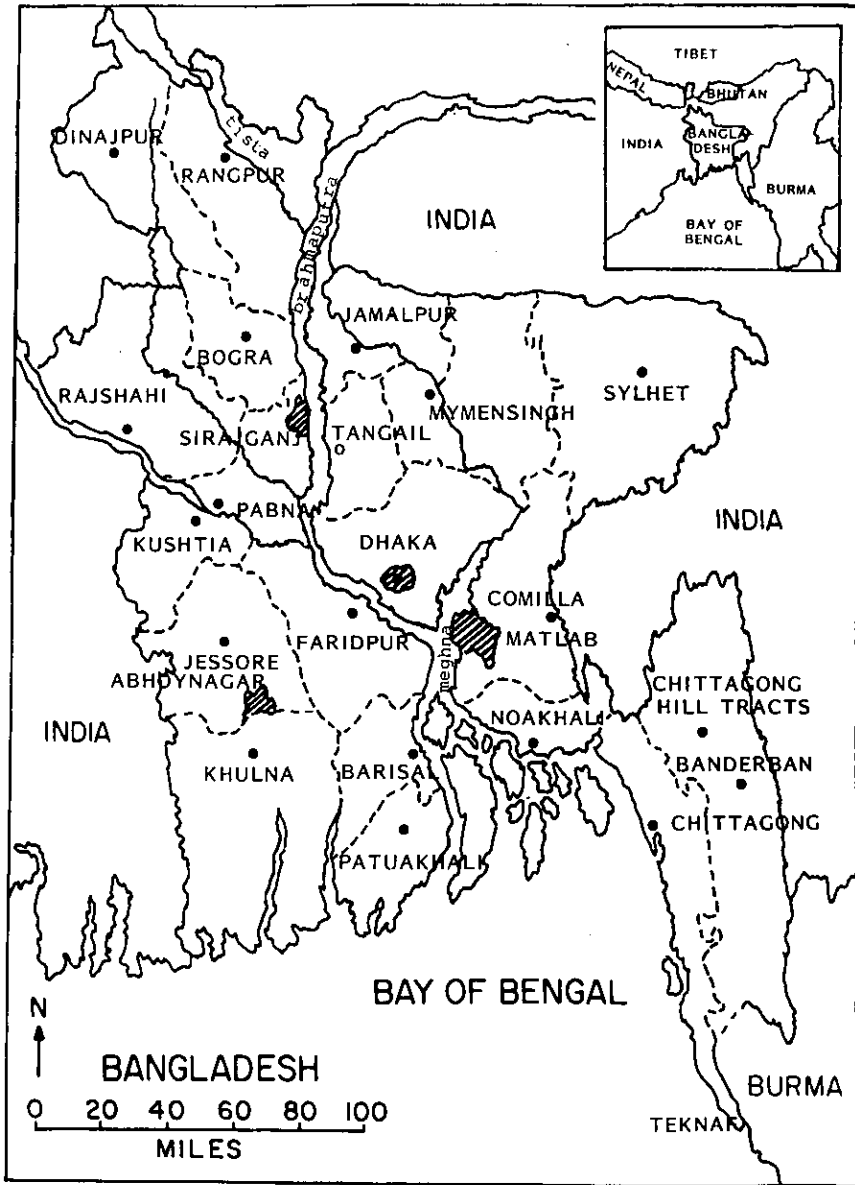 TIBET
NEPAL
BHUTAN
BANGLA
DESH
INDIA
BURMA
BAY OF
BENGAL
DINAJPUR
tista
RANGPUR
brahmaputra
INDIA
JAMALPUR
BOGRA
RAJSHAHI
MYMENSINGH
SYLHET
SIRAJGANJ
TANGAIL
PABNA
KUSHTIA
DHAKA
INDIA
COMILLA
MATLAB
FARIDPUR
meghna
JESSORE
ABHOYNAGAR
CHITTAGONG
HILL TRACTS
NOAKHALI
INDIA
KHULNA
BARISAL
BANDERBAN
CHITTAGONG
PATUAKHALI
BAY OF BENGAL
N
BANGLADESH
BURMA
0 20 40 60 80 100
MILES
TEKNAF